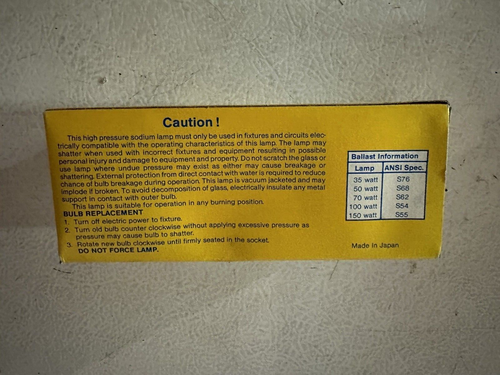 Caution !
This high pressure sodium lamp must only be used in fixtures and circuits elec-
trically compatible with the operating characteristics of this lamp. The lamp may
shatter when used with incorrect fixtures and equipment resulting in possible
personal injury and damage to equipment and property. Do not scratch the glass or
use lamp where undue pressure may exist as either may cause breakage or
shattering. External protection from direct contact with water is required to reduce
chance of bulb breakage during operation. This lamp is vacuum jacketed and may
implode if broken. To avoid decomposition of glass, electrically insulate any metal
support in contact with outer bulb.
This lamp is suitable for operation in any burning position.
BULB REPLACEMENT
1. Turn off electric power to fixture.
2. Turn old bulb counter clockwise without applying excessive pressure as
pressure may cause bulb to shatter.
3. Rotate new bulb clockwise until firmly seated in the socket.
DO NOT FORCE LAMP.
Ballast Information
Lamp ANSI Spec.
35 watt S76
50 watt S68
70 watt S62
100 watt S54
150 watt S55
Made in Japan